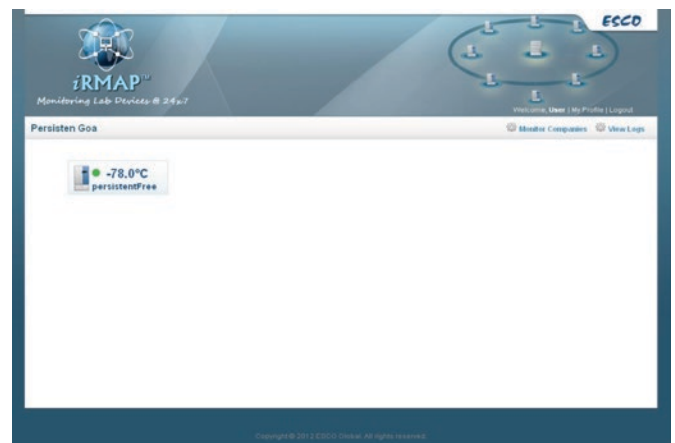 ESCO
iRMAP™
Monitoring Lab Devices @ 24x7
Welcome, User | My Profile | Logout
Persisten Goa
Monitor Companies View Logs
-78.0°C
persistentFree
Copyright© 2012 ESCO Global. All rights reserved.